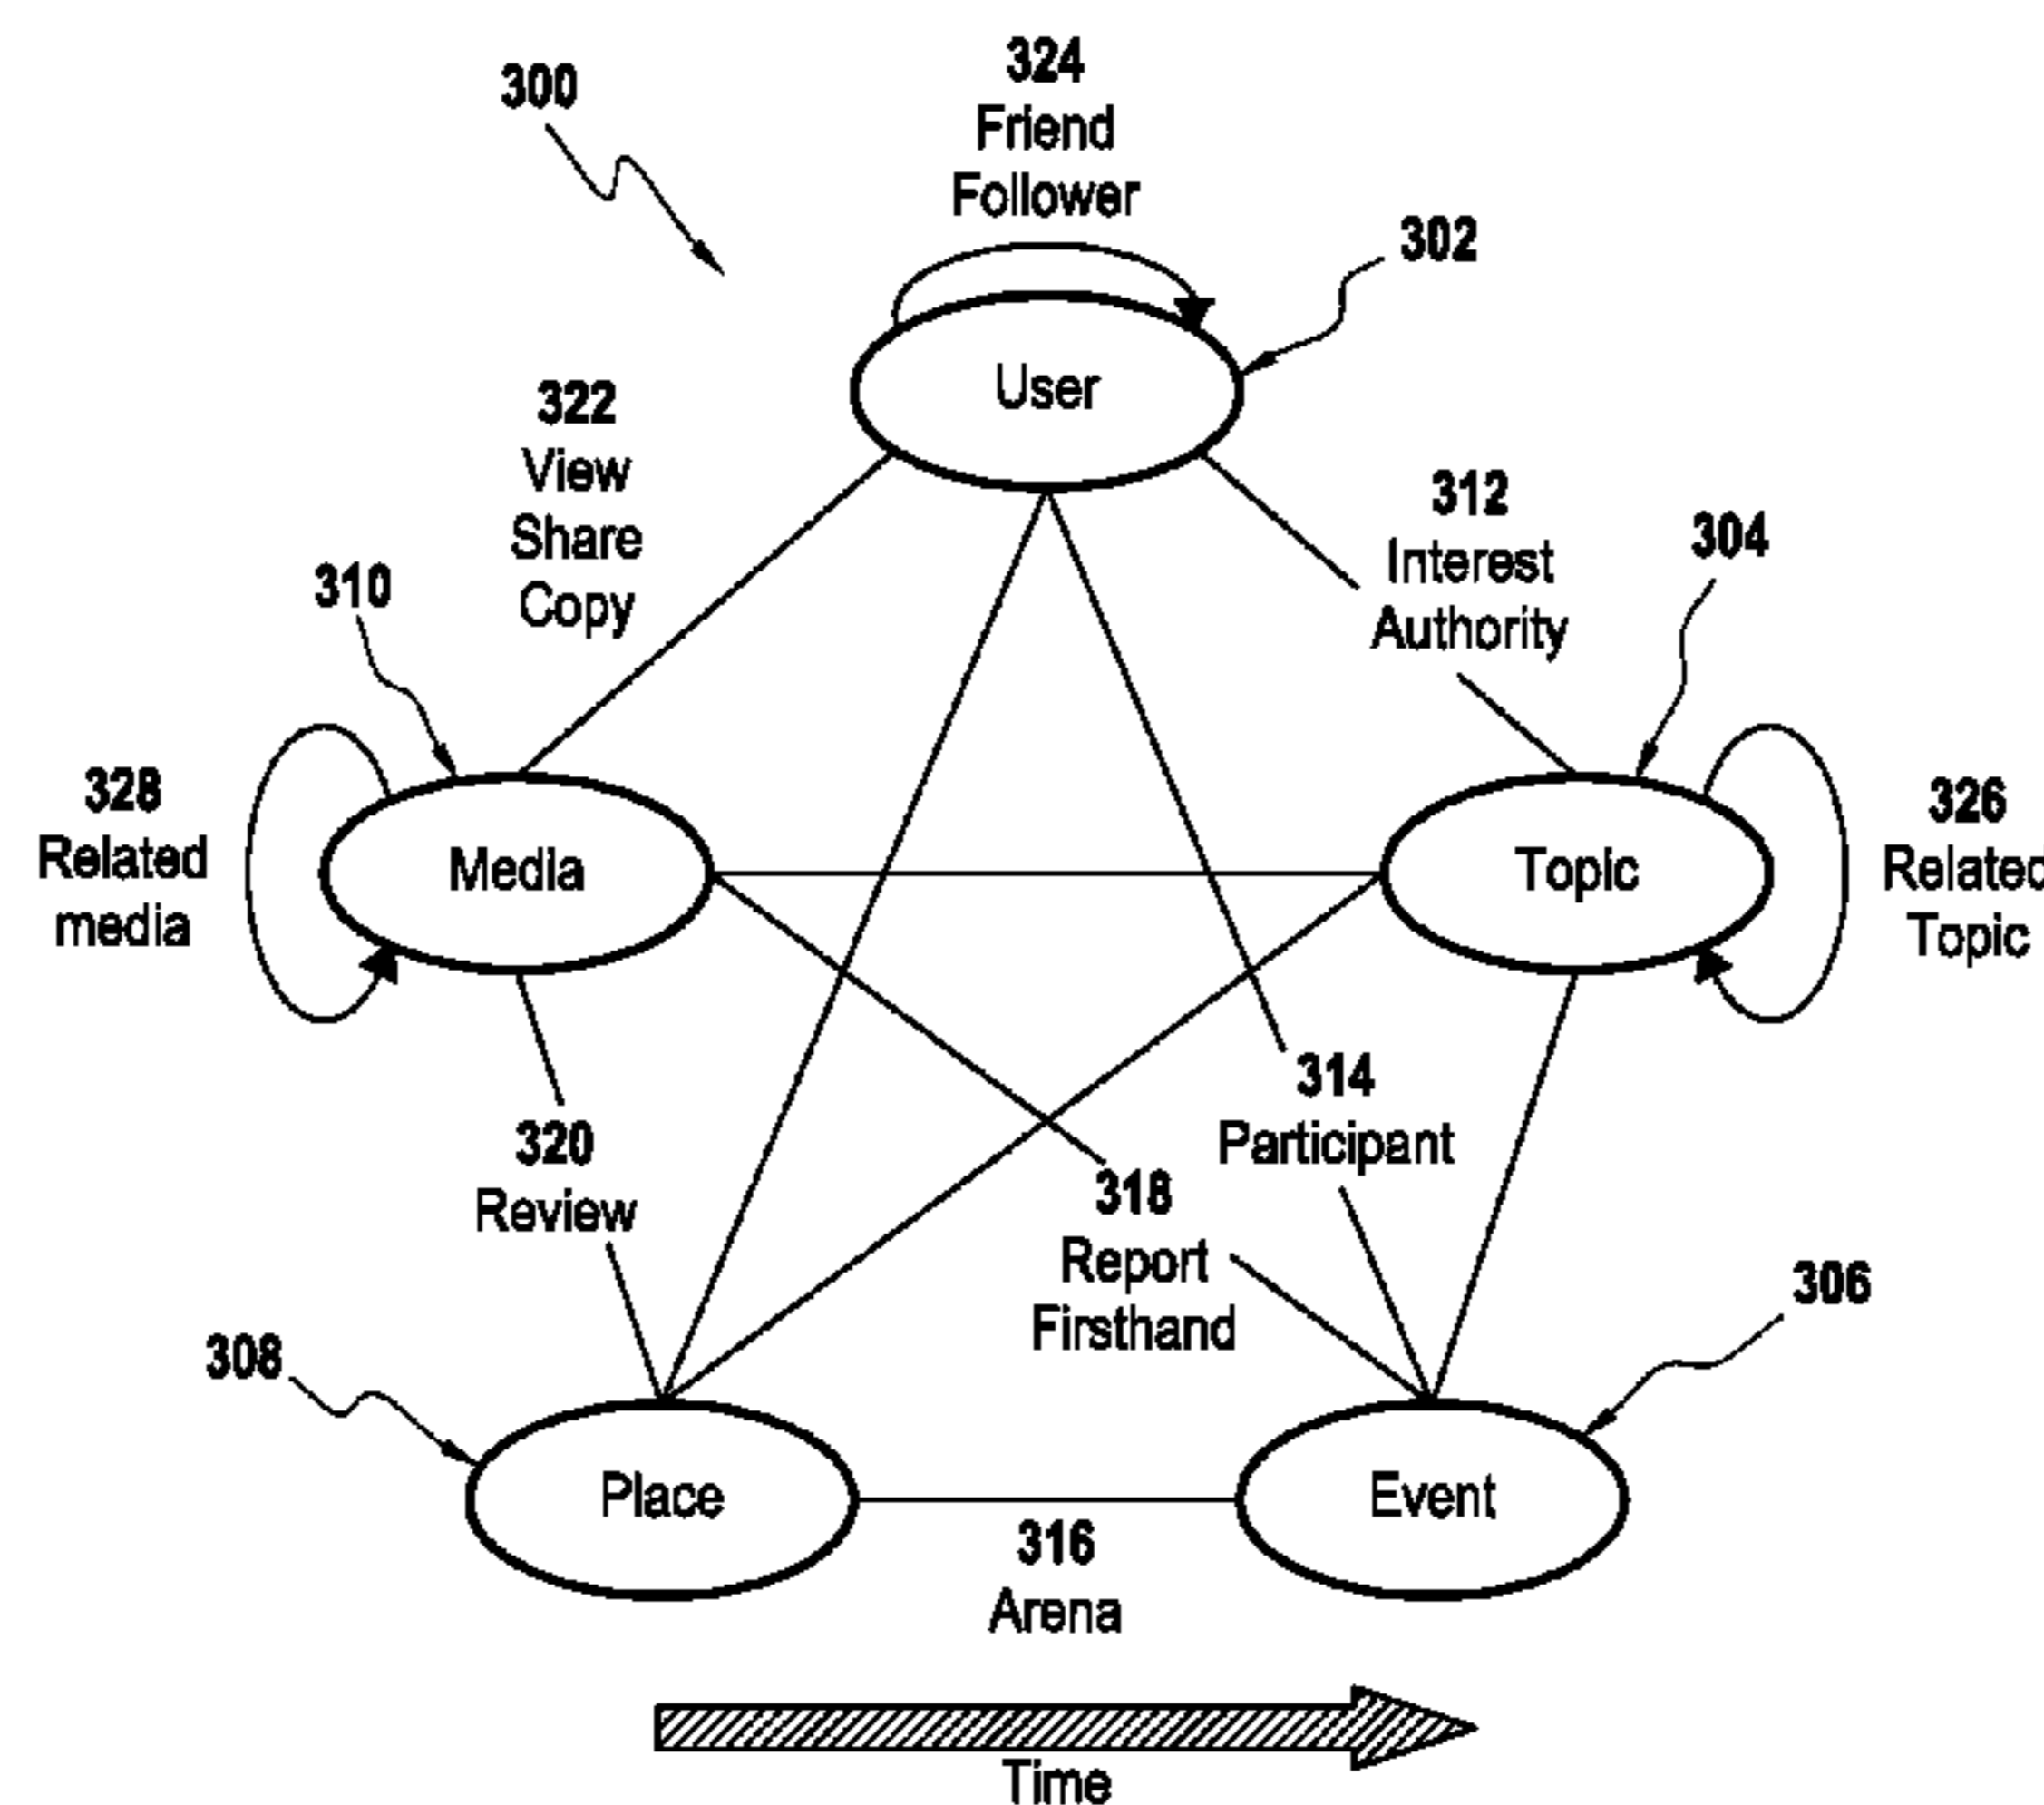 324
Friend
Follower
300
302
User
322
View
Share
Copy
312
Interest
Authority
304
310
328
Related
media
Media
Topic
326
Related
Topic
314
Participant
320
Review
318
Report
Firsthand
306
308
Place
Event
316
Arena
Time